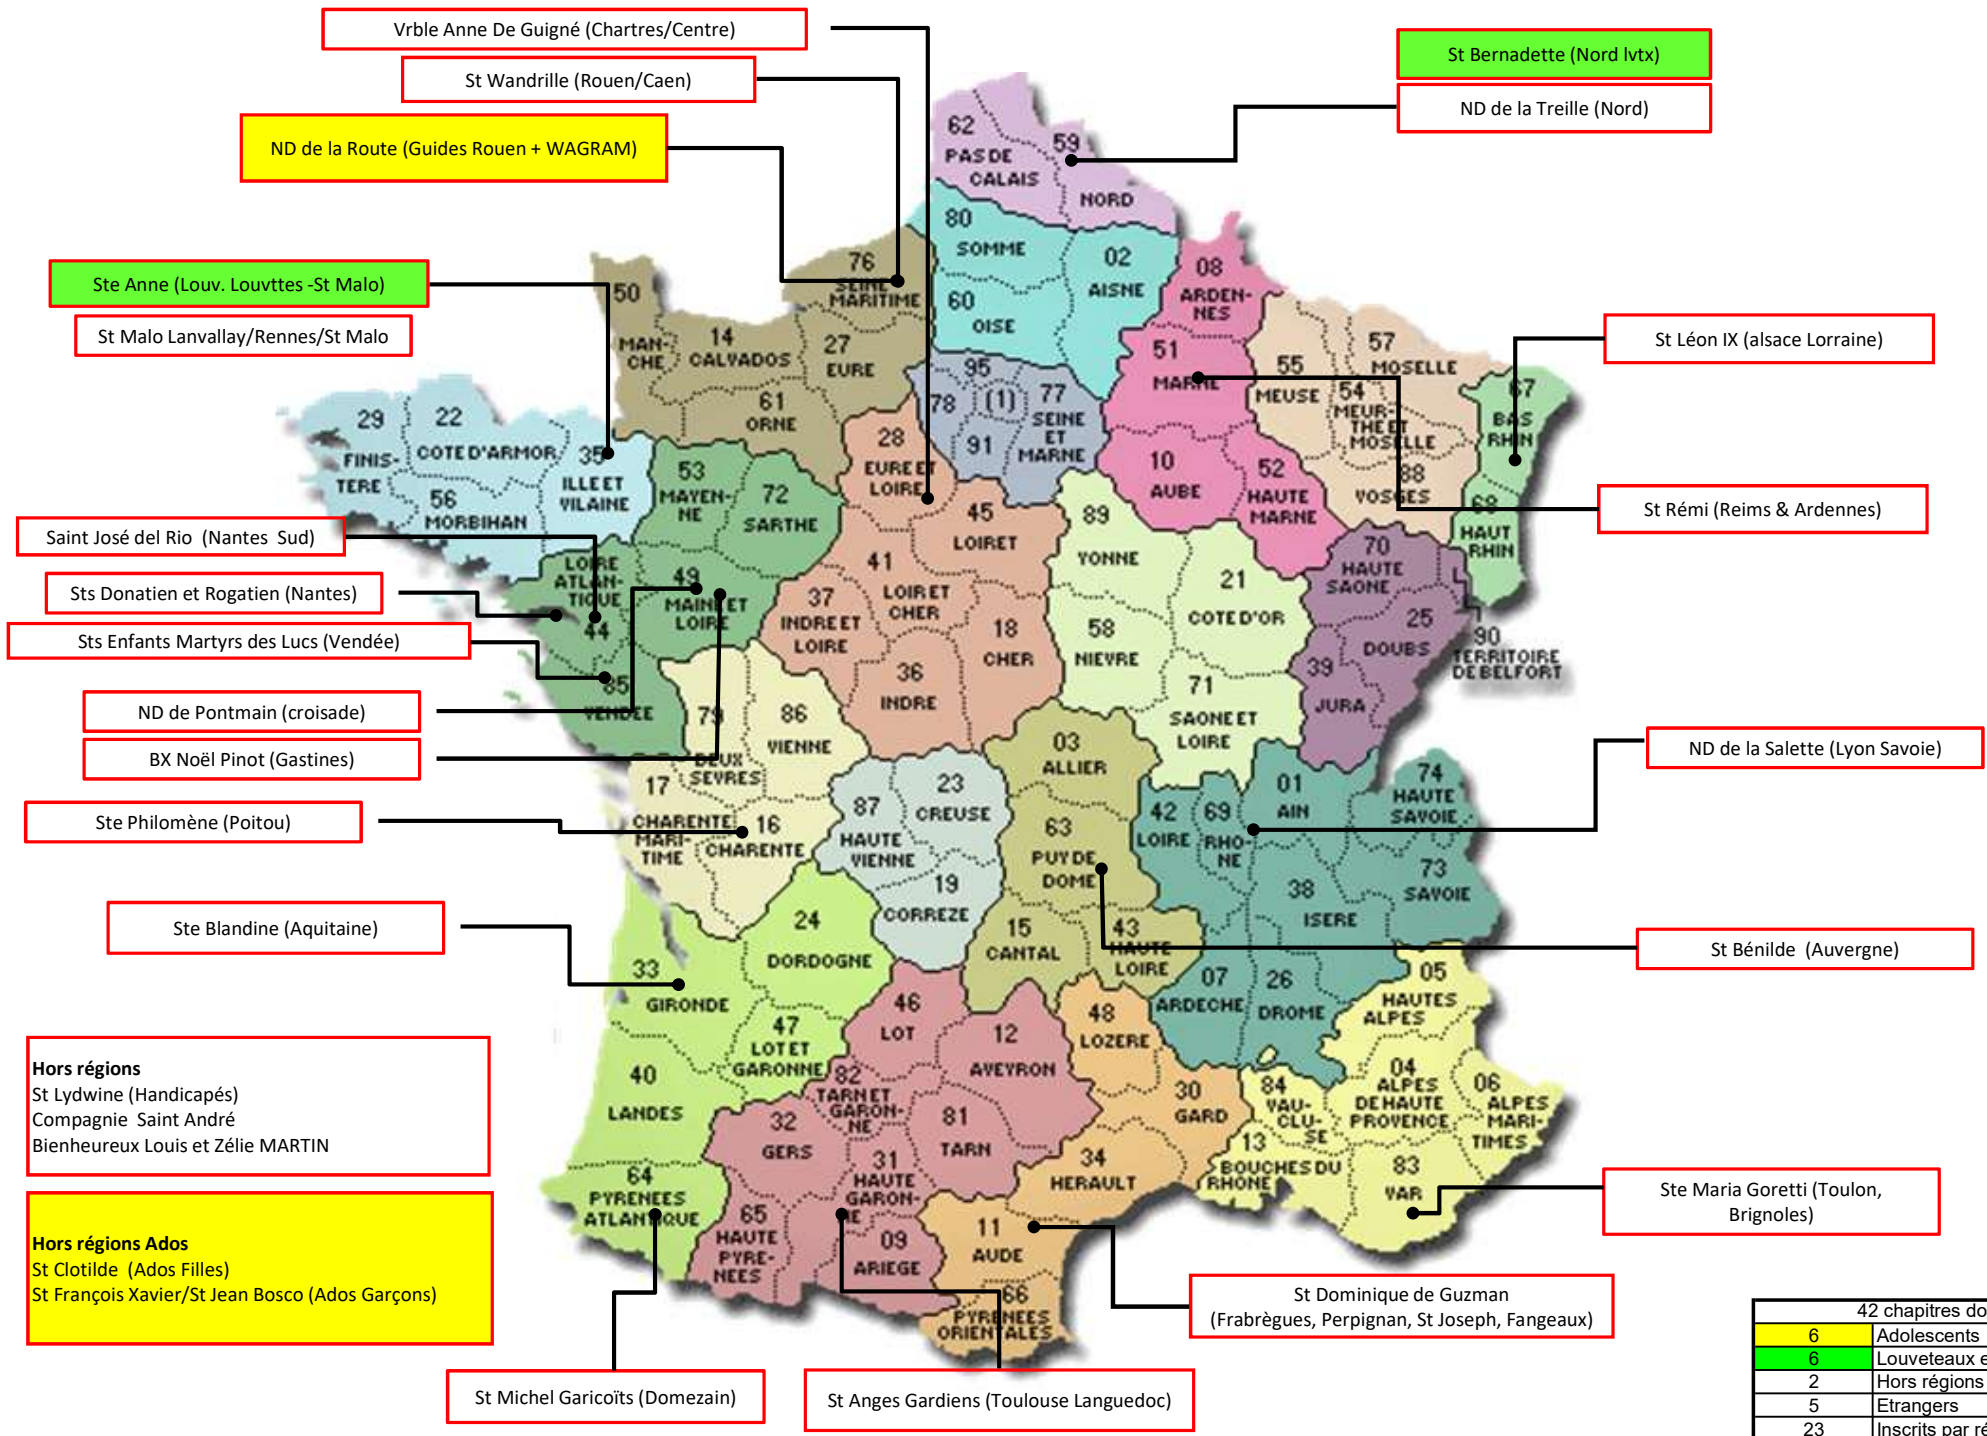 Vrble Anne De Guigné (Chartres/Centre)
St Wandrille (Rouen/Caen)
ND de la Route (Guides Rouen + WAGRAM)
St Bernadette (Nord lvtx)
ND de la Treille (Nord)
Ste Anne (Louv. Louvttes -St Malo)
St Malo Lanvallay/Rennes/St Malo
St Léon IX (alsace Lorraine)
St Rémi (Reims & Ardennes)
Saint José del Rio (Nantes Sud)
Sts Donatien et Rogatien (Nantes)
Sts Enfants Martyrs des Lucs (Vendée)
ND de Pontmain (croisade)
BX Noël Pinot (Gastines)
Ste Philomène (Poitou)
Ste Blandine (Aquitaine)
ND de la Salette (Lyon Savoie)
St Bénilde (Auvergne)
Ste Maria Goretti (Toulon,
Brignoles)
St Dominique de Guzman
(Frabrègues, Perpignan, St Joseph, Fangeaux)
St Anges Gardiens (Toulouse Languedoc)
St Michel Garicoïts (Domezain)
Hors régions
St Lydwine (Handicapés)
Compagnie Saint André
Bienheureux Louis et Zélie MARTIN
Hors régions Ados
St Clotilde (Ados Filles)
St François Xavier/St Jean Bosco (Ados Garçons)
62
PAS DE
CALAIS
59
NORD
80
SOMME
02
AISNE
60
OISE
08
ARDEN-
NES
51
MARNE
10
AUBE
52
HAUTE
MARNE
55
MEUSE
57
MOSELLE
54
MEUR-
THE ET
MOSELLE
88
VOSGES
67
BAS
RHIN
68
HAUT
RHIN
76
SEINE
MARITIME
27
EURE
50
MAN-
CHE
14
CALVADOS
61
ORNE
95
(1)
78
91
77
SEINE
ET
MARNE
29
FINIS-
TERE
22
COTE D'ARMOR
56
MORBIHAN
35
ILLE ET
VILAINE
53
MAYEN-
NE
72
SARTHE
LOIRE
ATLAN-
TIQUE
44
49
MAINE ET
LOIRE
85
VENDEE
28
EURE ET
LOIRE
45
LOIRET
41
LOIR ET
CHER
37
INDRE ET
LOIRE
18
CHER
36
INDRE
89
YONNE
21
COTE D'OR
58
NIEVRE
71
SAONE ET
LOIRE
70
HAUTE
SAONE
25
DOUBS
39
JURA
90
TERRITOIRE
DE BELFORT
79
DEUX
SEVRES
86
VIENNE
17
CHARENTE
MARI-
TIME
16
CHARENTE
87
HAUTE
VIENNE
23
CREUSE
19
CORREZE
03
ALLIER
63
PUY DE
DOME
15
CANTAL
43
HAUTE
LOIRE
42
LOIRE
69
RHO-
NE
01
AIN
74
HAUTE
SAVOIE
73
SAVOIE
38
ISERE
07
ARDECHE
26
DROME
24
DORDOGNE
33
GIRONDE
47
LOT ET
GARONNE
40
LANDES
64
PYRENEES
ATLANTIQUE
46
LOT
12
AVEYRON
82
TARN ET
GARON-
NE
32
GERS
81
TARN
31
HAUTE
GARON-
NE
65
HAUTE
PYRE-
NEES
09
ARIEGE
48
LOZERE
30
GARD
34
HERAULT
11
AUDE
66
PYRENEES
ORIENTALES
05
HAUTES
ALPES
04
ALPES
DE HAUTE
PROVENCE
06
ALPES
MARI-
TIMES
84
VAU-
CLU-
SE
13
BOUCHES DU
RHONE
83
VAR
42 chapitres do
6 Adolescents
6 Louveteaux e
2 Hors régions
5 Etrangers
23 Inscrits par ré